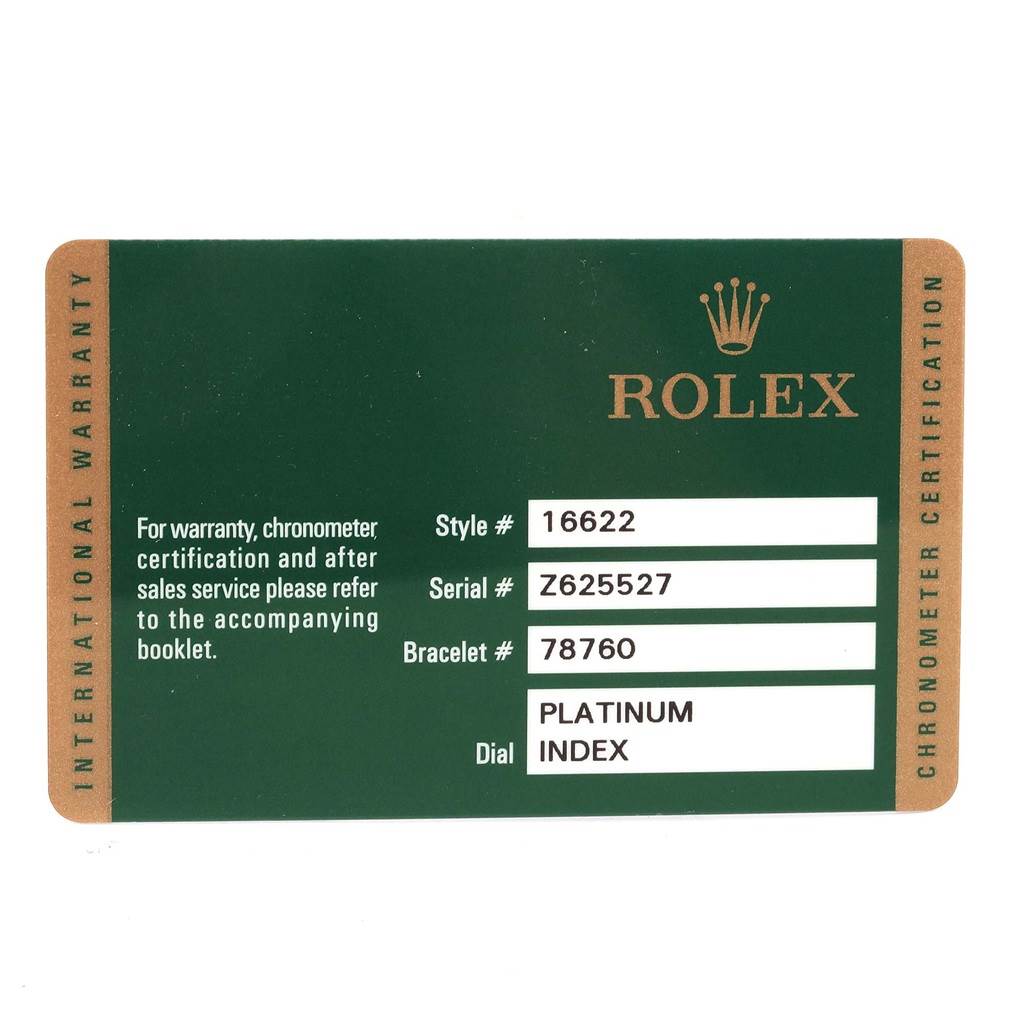 INTERNATIONAL WARRANTY
ROLEX
For warranty, chronometer,
certification and after
sales service please refer
to the accompanying
booklet.
Style # 16622
Serial # Z625527
Bracelet # 78760
PLATINUM
Dial INDEX
CHRONOMETER CERTIFICATION